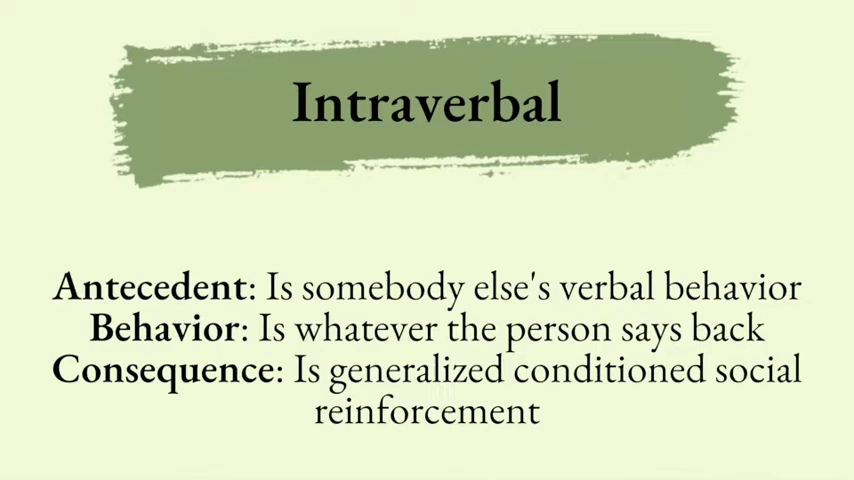 Intraverbal
Antecedent: Is somebody else's verbal behavior
Behavior: Is whatever the person says back
Consequence: Is generalized conditioned social
reinforcement